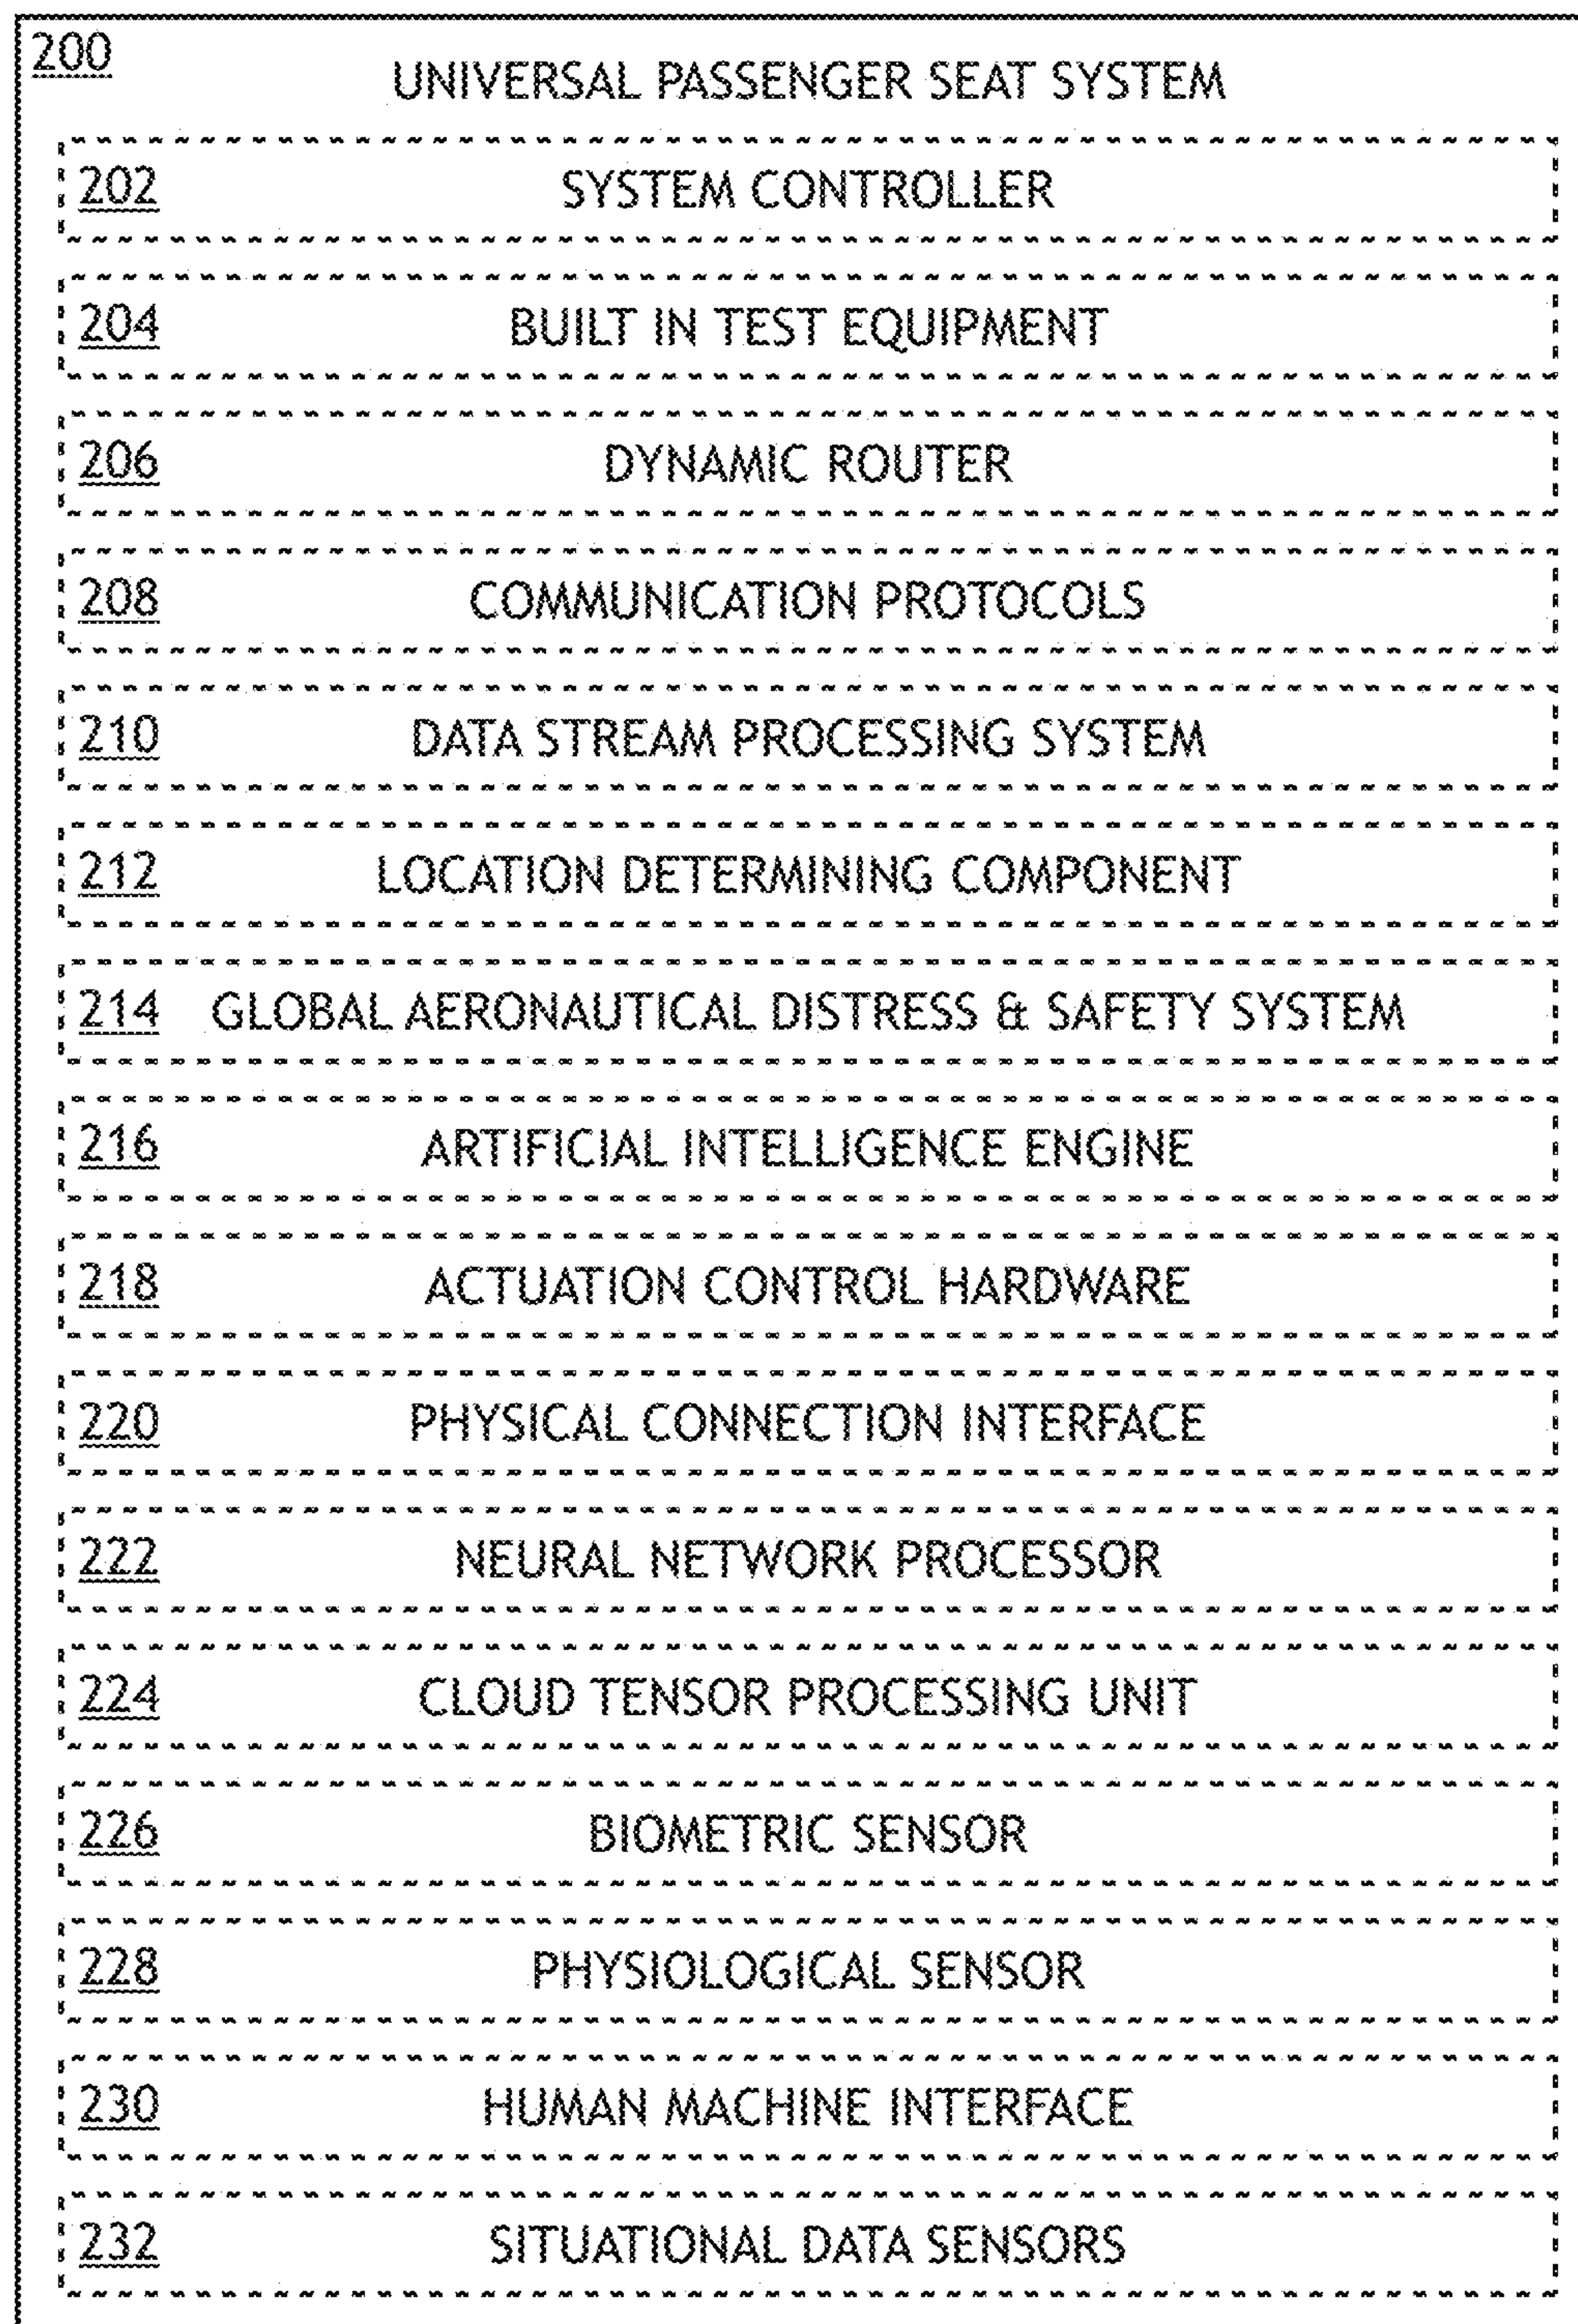 200
UNIVERSAL PASSENGER SEAT SYSTEM
202 SYSTEM CONTROLLER
204 BUILT IN TEST EQUIPMENT
206 DYNAMIC ROUTER
208 COMMUNICATION PROTOCOLS
210 DATA STREAM PROCESSING SYSTEM
212 LOCATION DETERMINING COMPONENT
214 GLOBAL AERONAUTICAL DISTRESS & SAFETY SYSTEM
216 ARTIFICIAL INTELLIGENCE ENGINE
218 ACTUATION CONTROL HARDWARE
220 PHYSICAL CONNECTION INTERFACE
222 NEURAL NETWORK PROCESSOR
224 CLOUD TENSOR PROCESSING UNIT
226 BIOMETRIC SENSOR
228 PHYSIOLOGICAL SENSOR
230 HUMAN MACHINE INTERFACE
232 SITUATIONAL DATA SENSORS